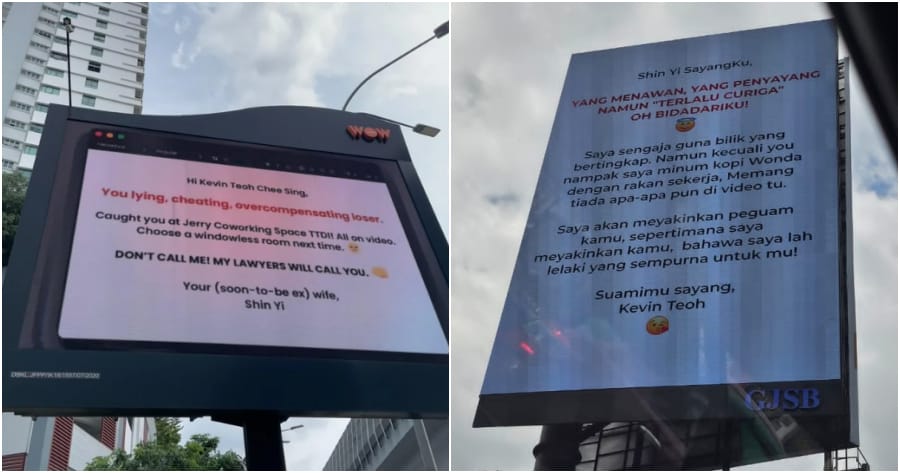 WOW
Hi Kevin Teoh Chee Sing,
You lying, cheating, overcompensating loser.
Caught you at Jerry Coworking Space TTDI! All on video.
Choose a windowless room next time. 😶
DON'T CALL ME! MY LAWYERS WILL CALL YOU. 👊
Your (soon-to-be ex) wife,
Shin Yi
Shin Yi SayangKu,
YANG MENAWAN, YANG PENYAYANG
NAMUN "TERLALU CURIGA"
OH BIDADARIKU!
😇
Saya sengaja guna bilik yang
bertingkap. Namun kecuali you
nampak saya minum kopi Wonda
dengan rakan sekerja, Memang
tiada apa-apa pun di video tu.
Saya akan meyakinkan peguam
kamu, sepertimana saya
meyakinkan kamu, bahawa saya lah
lelaki yang sempurna untuk mu!
Suamimu sayang,
Kevin Teoh
😘
GJSB